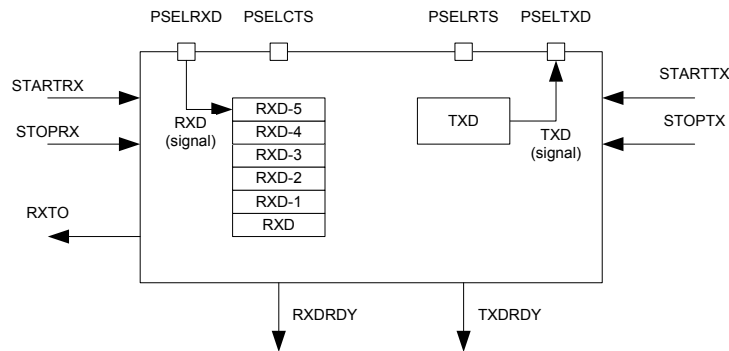 PSELRXD
PSELCTS
PSELRTS
PSELTXD
STARTRX
STOPRX
RXTO
RXD
(signal)
RXD-5
RXD-4
RXD-3
RXD-2
RXD-1
RXD
TXD
TXD
(signal)
STARTTX
STOPTX
RXDRDY
TXDRDY